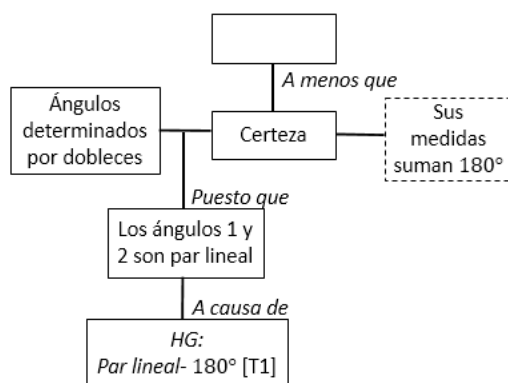 A menos que
Ángulos
determinados
por dobleces
Certeza
Sus
medidas
suman 180°
Puesto que
Los ángulos 1 y
2 son par lineal
A causa de
HG:
Par lineal- 180° [T1]